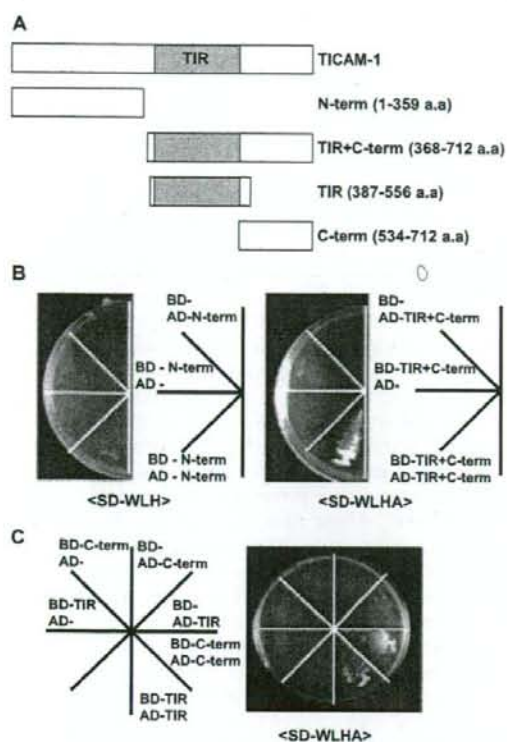 A
TIR
TICAM-1
N-term (1-359 a.a)
TIR+C-term (368-712 a.a)
TIR (387-556 a.a)
C-term (534-712 a.a)
B
BD-
AD-N-term
BD - N-term
AD -
BD - N-term
AD - N-term
<SD-WLH>
BD-
AD-TIR+C-term
BD-TIR+C-term
AD-
BD-TIR+C-term
AD-TIR+C-term
<SD-WLHA>
C
BD-C-term
AD-
BD-
AD-C-term
BD-TIR
AD-
BD-
AD-TIR
BD-C-term
AD-C-term
BD-TIR
AD-TIR
<SD-WLHA>